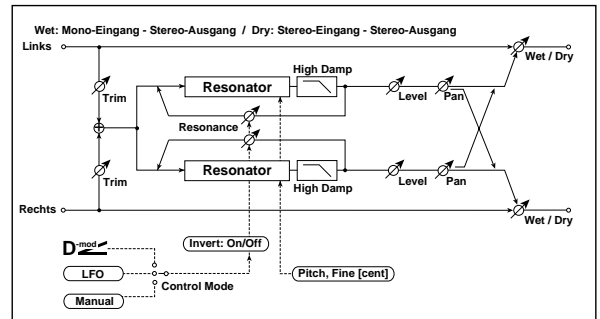 Wet: Mono-Eingang - Stereo-Ausgang / Dry: Stereo-Eingang - Stereo-Ausgang
Links
Wet / Dry
High Damp
Resonator
Trim
Level
Pan
Resonance
Resonator
Trim
High Damp
Level
Pan
Rechts
Wet / Dry
D-mod
Invert: On/Off
LFO
Pitch, Fine [cent]
Control Mode
Manual